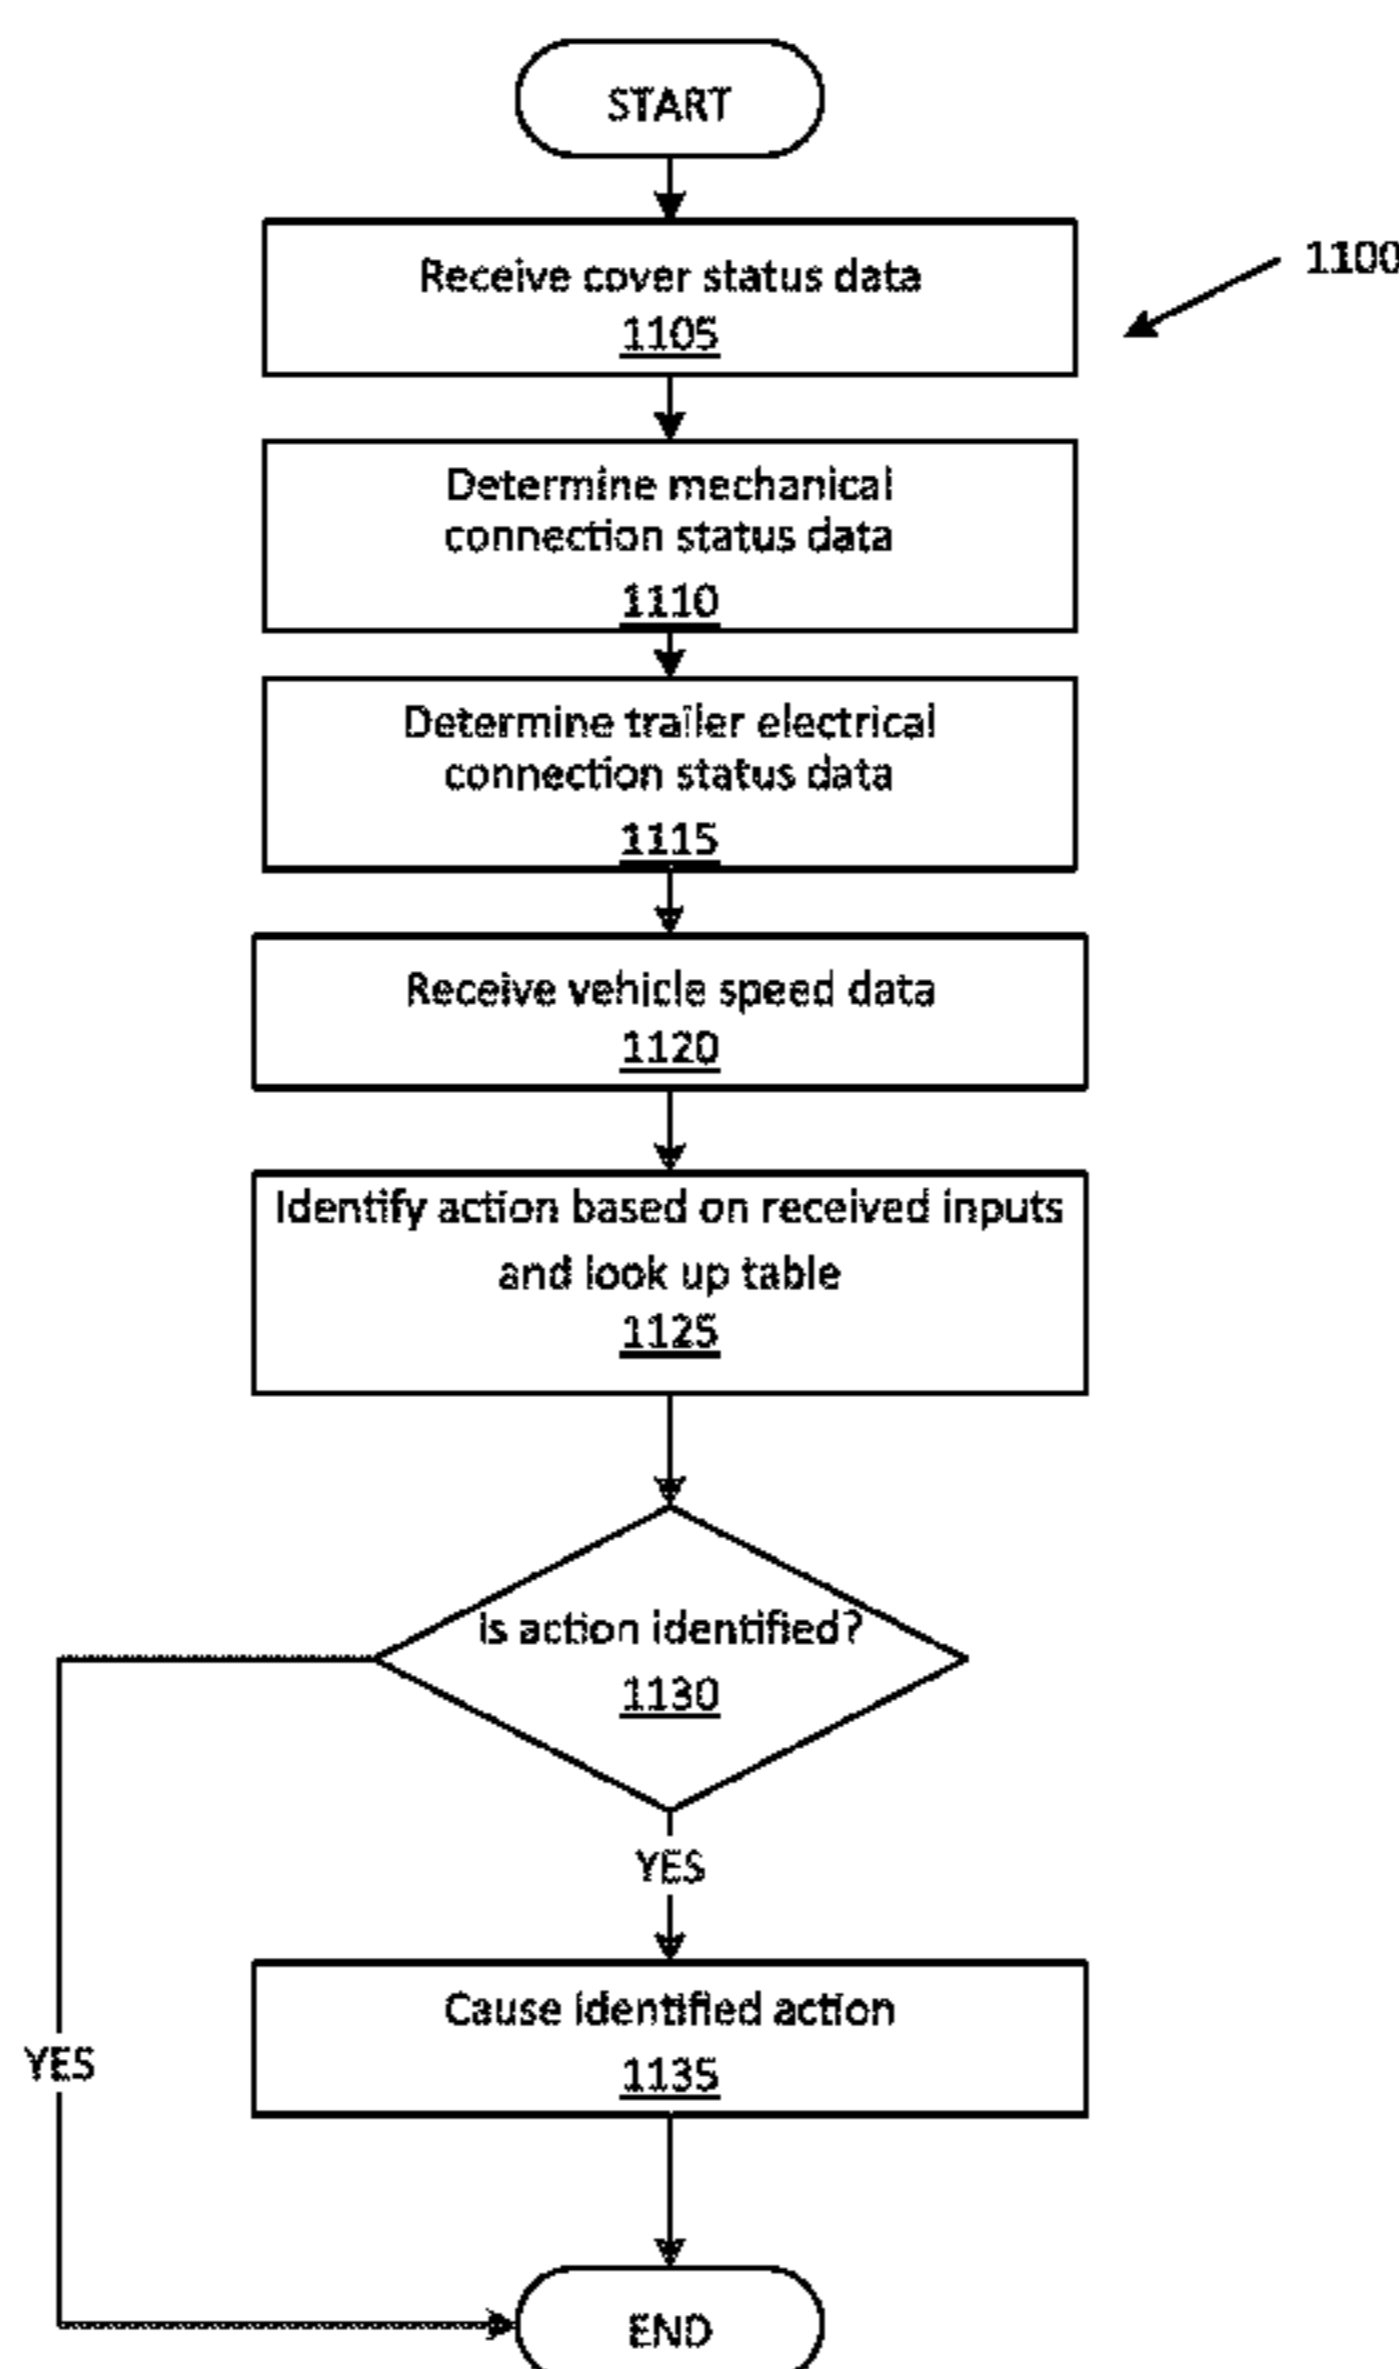 START
Receive cover status data
1105
1100
Determine mechanical
connection status data
1110
Determine trailer electrical
connection status data
1115
Receive vehicle speed data
1120
Identify action based on received inputs
and look up table
1125
Is action identified?
1130
YES
Cause identified action
1135
YES
END